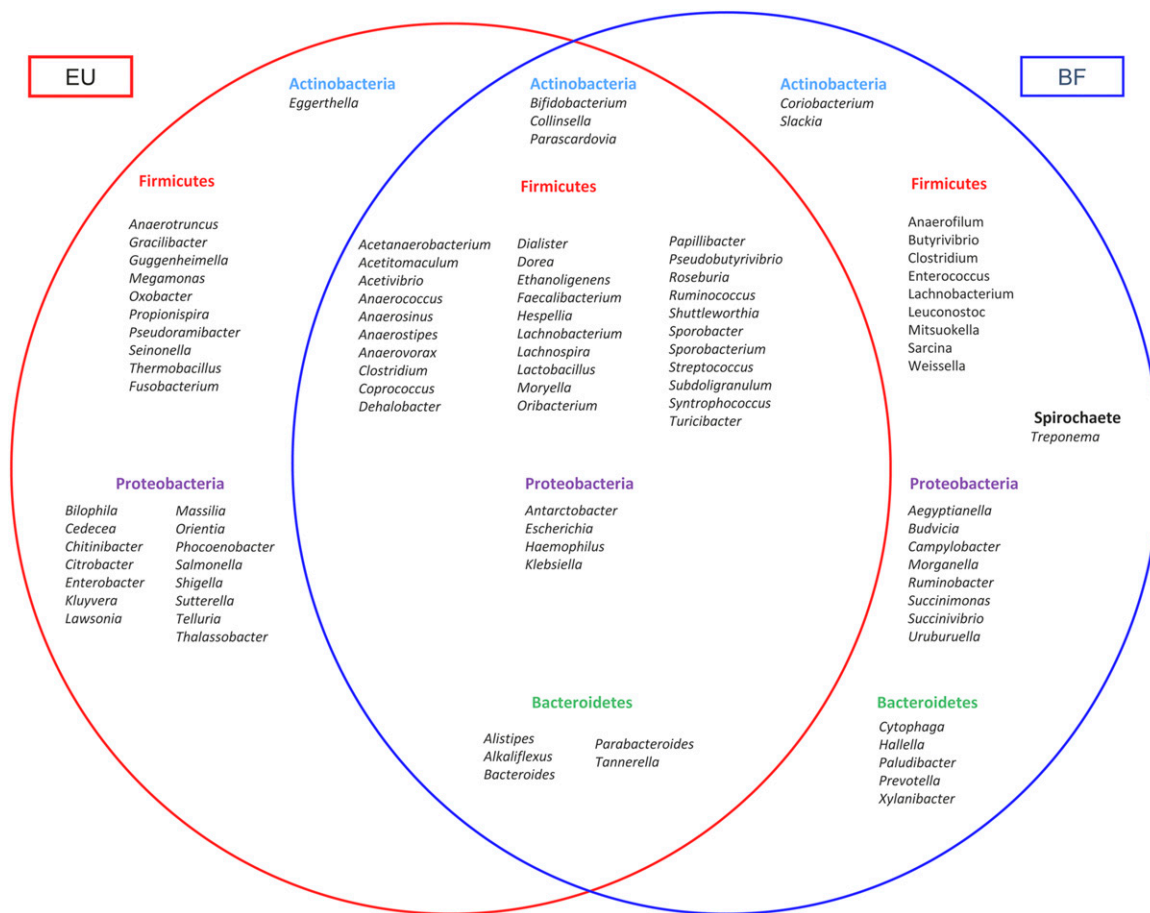 EU
BF
Actinobacteria
Eggerthella
Actinobacteria
Bifidobacterium
Collinsella
Parascardovia
Actinobacteria
Coriobacterium
Slackia
Firmicutes
Anaerotruncus
Gracilibacter
Guggenheimella
Megamonas
Oxobacter
Propionispira
Pseudoramibacter
Seinonella
Thermobacillus
Fusobacterium
Firmicutes
Acetanaerobacterium
Acetitomaculum
Acetivibrio
Anaerococcus
Anaerosinus
Anaerostipes
Anaerovorax
Clostridium
Coprococcus
Dehalobacter
Dialister
Dorea
Ethanoligenens
Faecalibacterium
Hespellia
Lachnobacterium
Lachnospira
Lactobacillus
Moryella
Oribacterium
Papillibacter
Pseudobutyrivibrio
Roseburia
Ruminococcus
Shuttleworthia
Sporobacter
Sporobacterium
Streptococcus
Subdoligranulum
Syntrophococcus
Turicibacter
Firmicutes
Anaerofilum
Butyrivibrio
Clostridium
Enterococcus
Lachnobacterium
Leuconostoc
Mitsuokella
Sarcina
Weissella
Spirochaete
Treponema
Proteobacteria
Bilophila
Cedecea
Chitinibacter
Citrobacter
Enterobacter
Kluyvera
Lawsonia
Massilia
Orientia
Phocoenobacter
Salmonella
Shigella
Sutterella
Telluria
Thalassobacter
Proteobacteria
Antarctobacter
Escherichia
Haemophilus
Klebsiella
Proteobacteria
Aegyptianella
Budvicia
Campylobacter
Morganella
Ruminobacter
Succinimonas
Succinivibrio
Uruburuella
Bacteroidetes
Alistipes
Alkaliflexus
Bacteroides
Parabacteroides
Tannerella
Bacteroidetes
Cytophaga
Hallella
Paludibacter
Prevotella
Xylanibacter